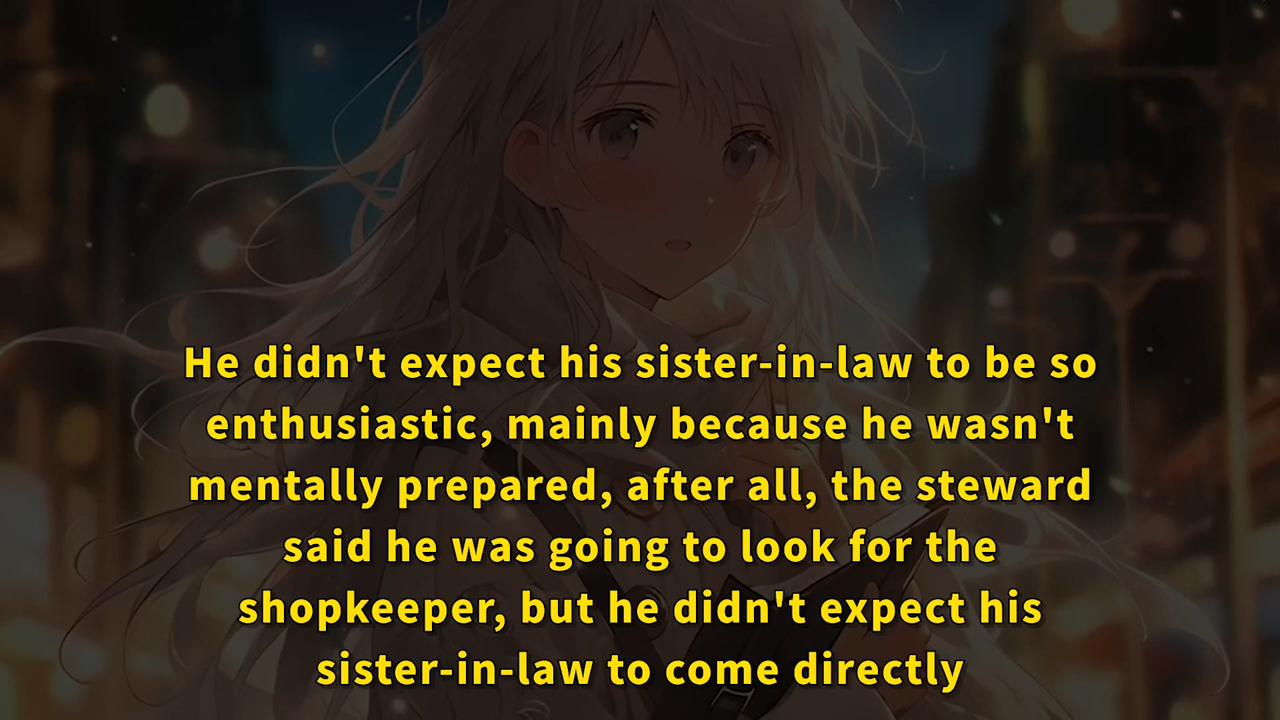 He didn't expect his sister-in-law to be so
enthusiastic, mainly because he wasn't
mentally prepared, after all, the steward
said he was going to look for the
shopkeeper, but he didn't expect his
sister-in-law to come directly